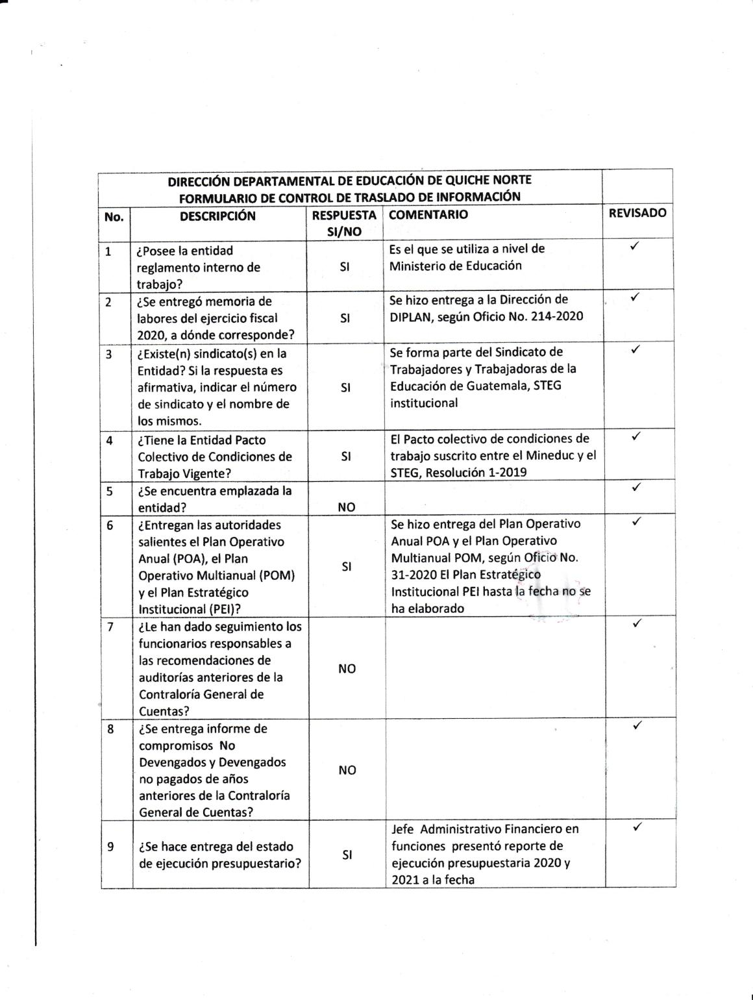 DIRECCIÓN DEPARTAMENTAL DE EDUCACIÓN DE QUICHE NORTE
FORMULARIO DE CONTROL DE TRASLADO DE INFORMACIÓN
No. DESCRIPCIÓN RESPUESTA SI/NO COMENTARIO REVISADO
1 ¿Posee la entidad
reglamento interno de
trabajo?
SI
Es el que se utiliza a nivel de
Ministerio de Educación
✓
2 ¿Se entregó memoria de
labores del ejercicio fiscal
2020, a dónde corresponde?
SI
Se hizo entrega a la Dirección de
DIPLAN, según Oficio No. 214-2020
✓
3 ¿Existe(n) sindicato(s) en la
Entidad? Si la respuesta es
afirmativa, indicar el número
de sindicato y el nombre de
los mismos.
SI
Se forma parte del Sindicato de
Trabajadores y Trabajadoras de la
Educación de Guatemala, STEG
institucional
✓
4 ¿Tiene la Entidad Pacto
Colectivo de Condiciones de
Trabajo Vigente?
SI
El Pacto colectivo de condiciones de
trabajo suscrito entre el Mineduc y el
STEG, Resolución 1-2019
✓
5 ¿Se encuentra emplazada la
entidad?
NO
✓
6 ¿Entregan las autoridades
salientes el Plan Operativo
Anual (POA), el Plan
Operativo Multianual (POM)
y el Plan Estratégico
Institucional (PEI)?
SI
Se hizo entrega del Plan Operativo
Anual POA y el Plan Operativo
Multianual POM, según Oficio No.
31-2020 El Plan Estratégico
Institucional PEI hasta la fecha no se
ha elaborado
✓
7 ¿Le han dado seguimiento los
funcionarios responsables a
las recomendaciones de
auditorías anteriores de la
Contraloría General de
Cuentas?
NO
✓
8 ¿Se entrega informe de
compromisos No
Devengados y Devengados
no pagados de años
anteriores de la Contraloría
General de Cuentas?
NO
✓
9 ¿Se hace entrega del estado
de ejecución presupuestario?
SI
Jefe Administrativo Financiero en
funciones presentó reporte de
ejecución presupuestaria 2020 y
2021 a la fecha
✓